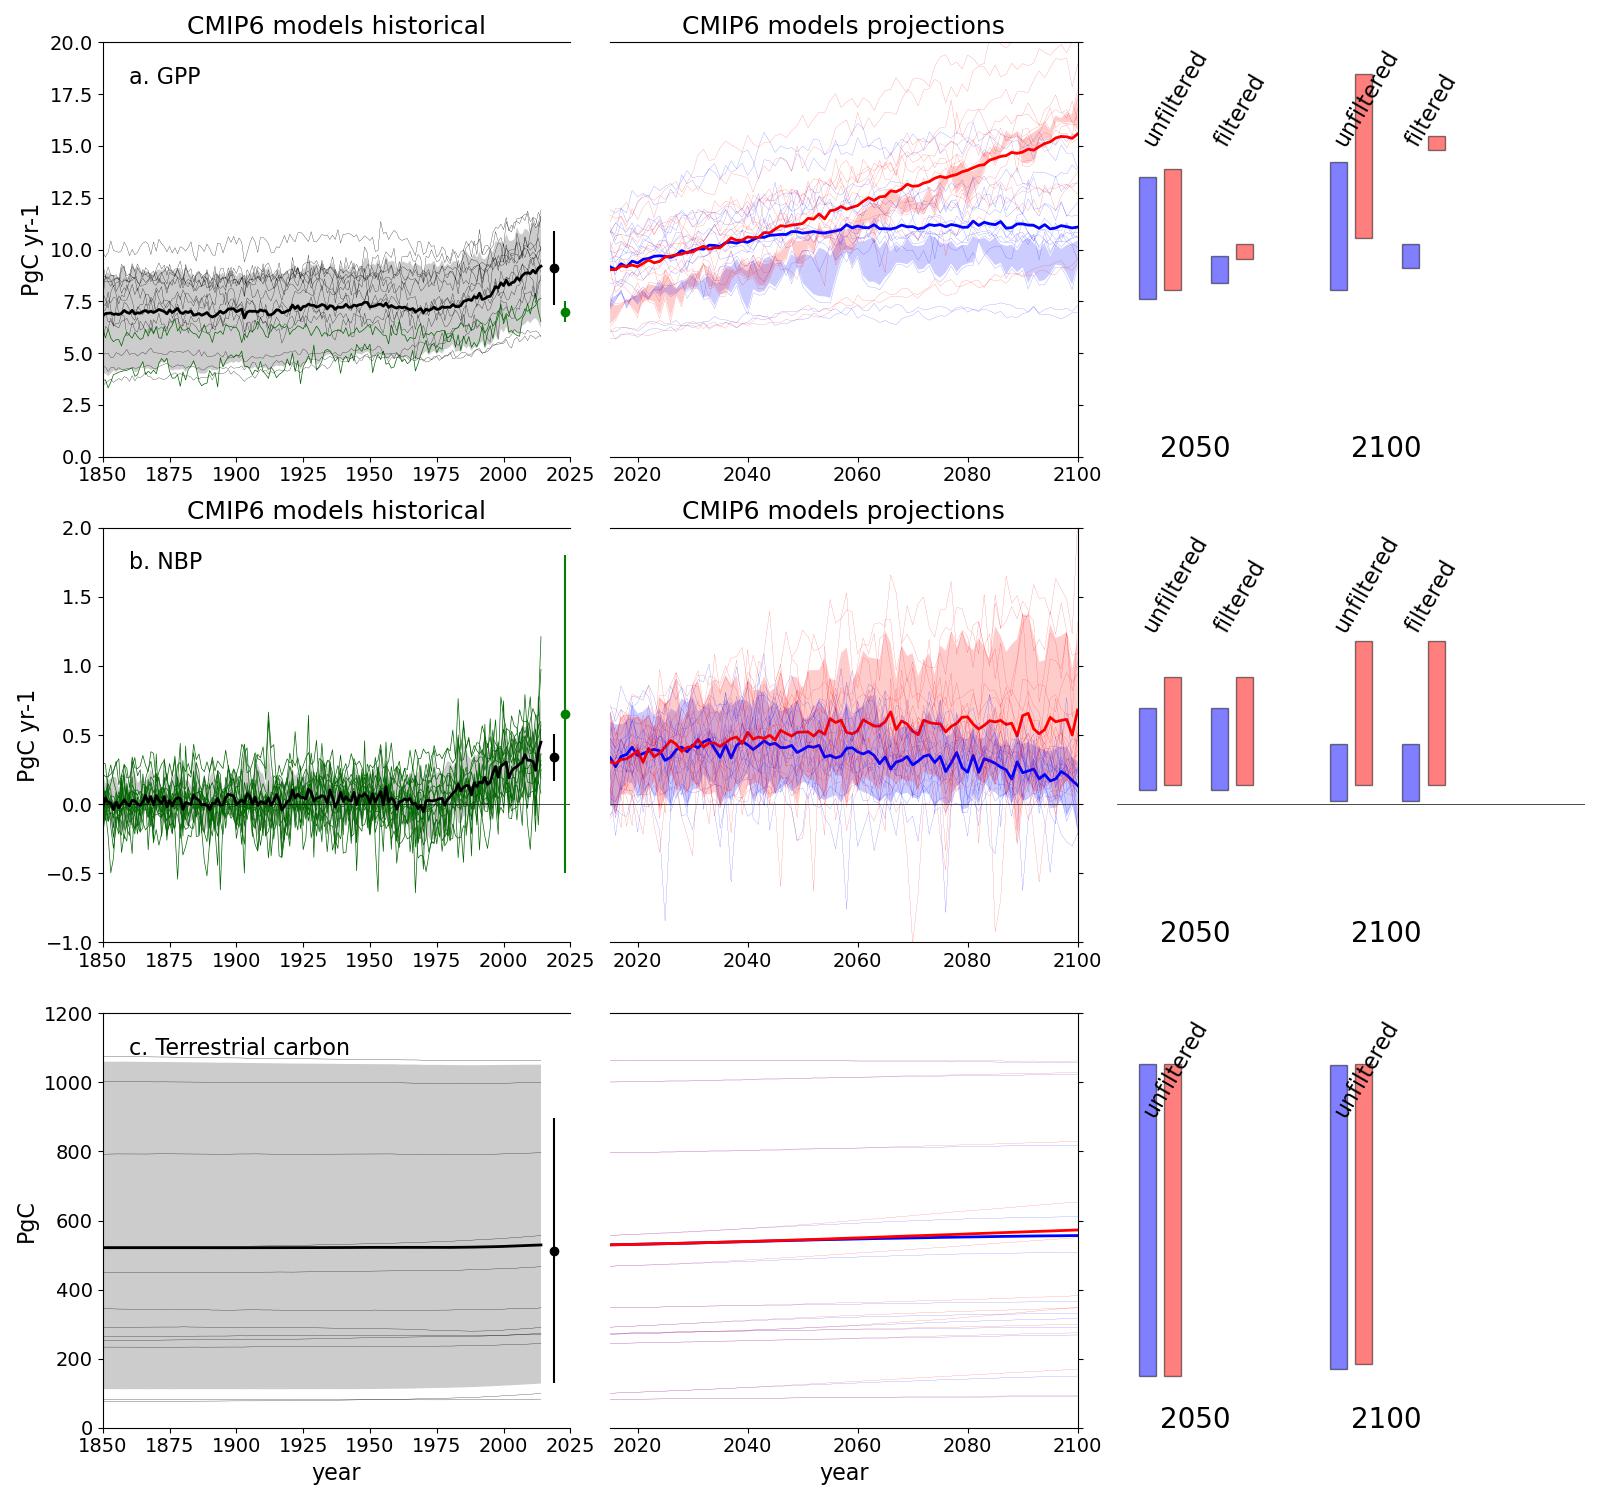 CMIP6 models historical
CMIP6 models projections
a. GPP
PgC yr-1
20.0
17.5
15.0
12.5
10.0
7.5
5.0
2.5
0.0
1850 1875 1900 1925 1950 1975 2000 2025
2020 2040 2060 2080 2100
unfiltered
filtered
unfiltered
filtered
2050
2100
CMIP6 models historical
CMIP6 models projections
b. NBP
PgC yr-1
2.0
1.5
1.0
0.5
0.0
−0.5
−1.0
1850 1875 1900 1925 1950 1975 2000 2025
2020 2040 2060 2080 2100
unfiltered
filtered
unfiltered
filtered
2050
2100
c. Terrestrial carbon
PgC
1200
1000
800
600
400
200
0
1850 1875 1900 1925 1950 1975 2000 2025
year
2020 2040 2060 2080 2100
year
unfiltered
unfiltered
2050
2100